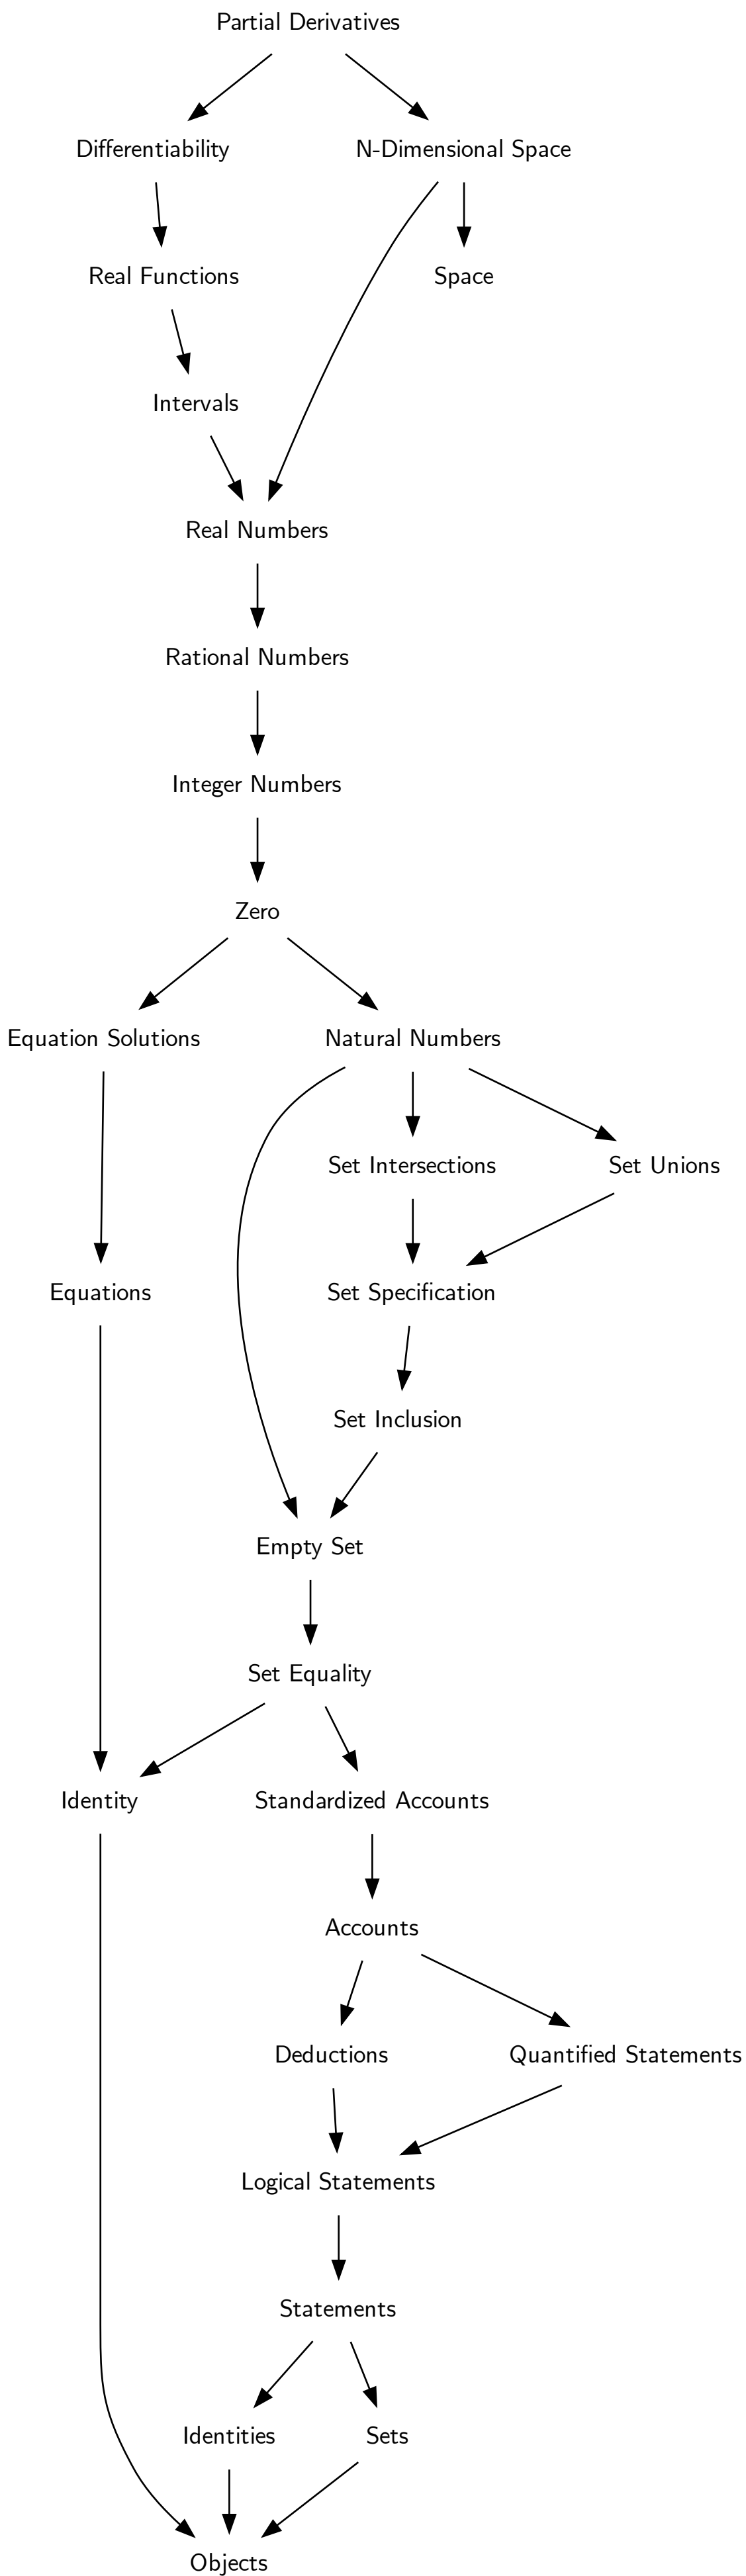 Partial Derivatives
Differentiability
N-Dimensional Space
Real Functions
Space
Intervals
Real Numbers
Rational Numbers
Integer Numbers
Zero
Equation Solutions
Natural Numbers
Set Intersections
Set Unions
Equations
Set Specification
Set Inclusion
Empty Set
Set Equality
Identity
Standardized Accounts
Accounts
Deductions
Quantified Statements
Logical Statements
Statements
Identities
Sets
Objects